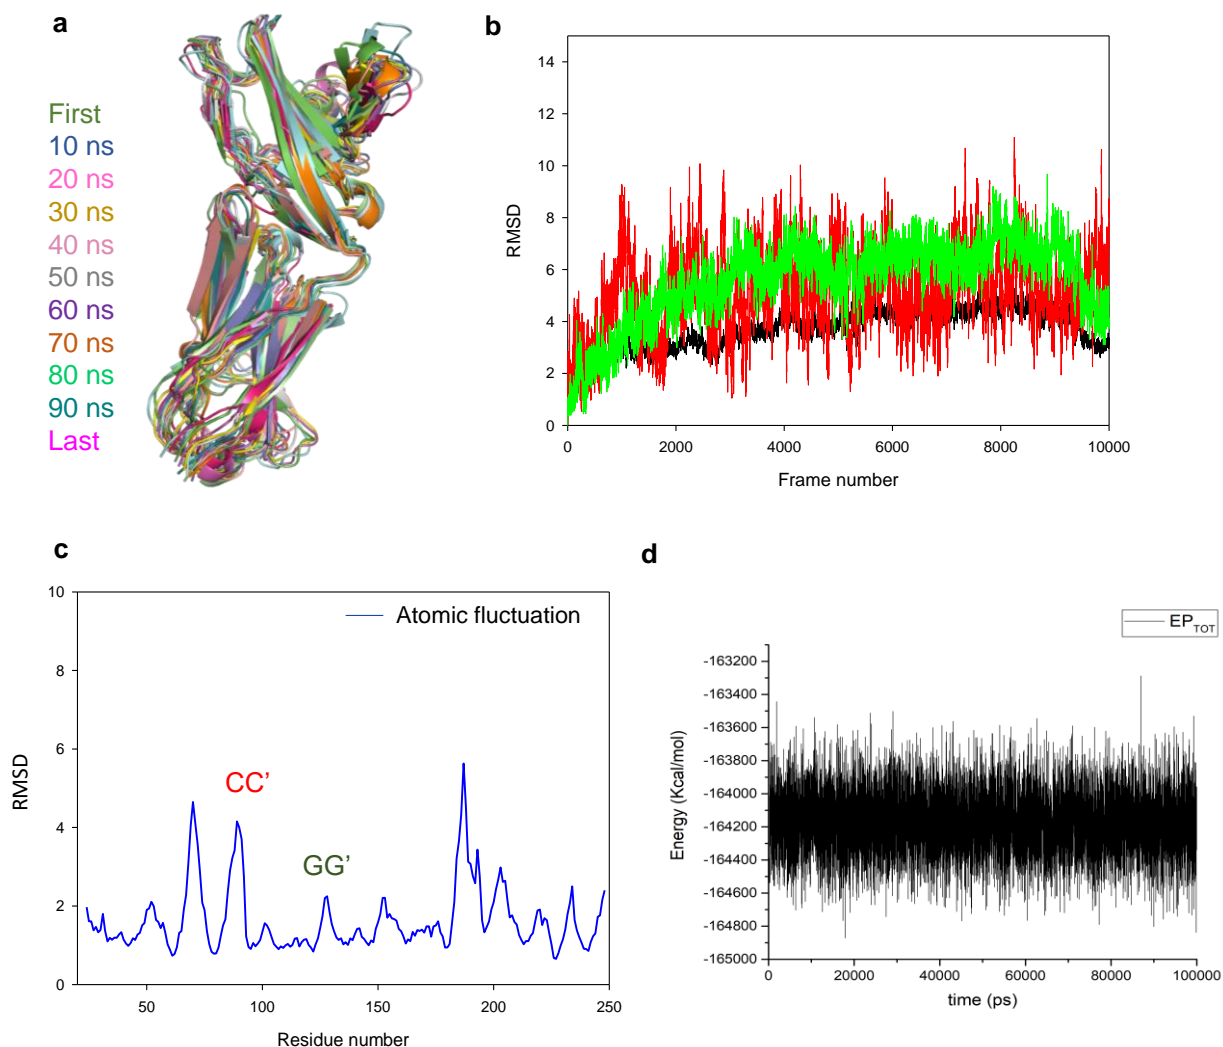 a
First
10 ns
20 ns
30 ns
40 ns
50 ns
60 ns
70 ns
80 ns
90 ns
Last
b
14
12
10
8
6
4
2
0
RMSD
0 2000 4000 6000 8000 10000
Frame number
c
10
8
6
4
2
0
RMSD
Atomic fluctuation
CC’
GG’
50 100 150 200 250
Residue number
d
EPTOT
-163200
-163400
-163600
-163800
-164000
-164200
-164400
-164600
-164800
-165000
Energy (Kcal/mol)
0 20000 40000 60000 80000 100000
time (ps)